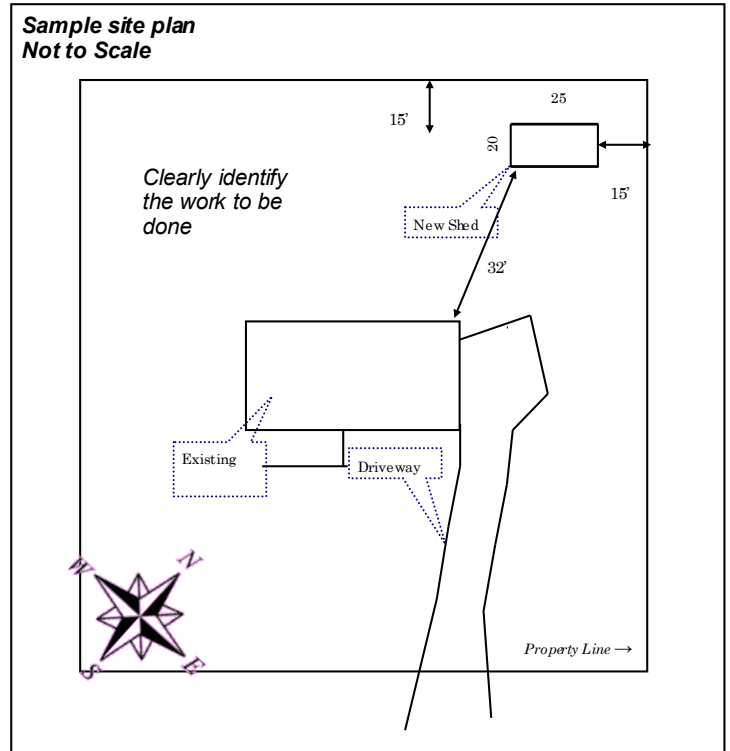 Sample site plan
Not to Scale
25
15'
20
Clearly identify
the work to be
done
15'
New Shed
32'
Existing
Driveway
W
N
S
E
Property Line →